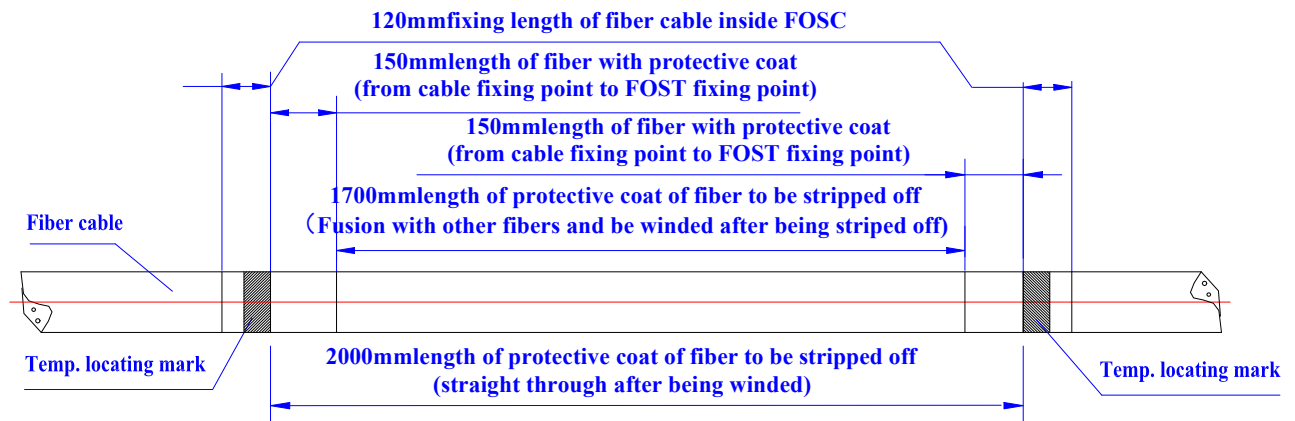 120mmfixing length of fiber cable inside FOSC
150mmlength of fiber with protective coat
(from cable fixing point to FOST fixing point)
150mmlength of fiber with protective coat
(from cable fixing point to FOST fixing point)
1700mmlength of protective coat of fiber to be stripped off
（Fusion with other fibers and be winded after being striped off)
Fiber cable
Temp. locating mark
2000mmlength of protective coat of fiber to be stripped off
(straight through after being winded)
Temp. locating mark